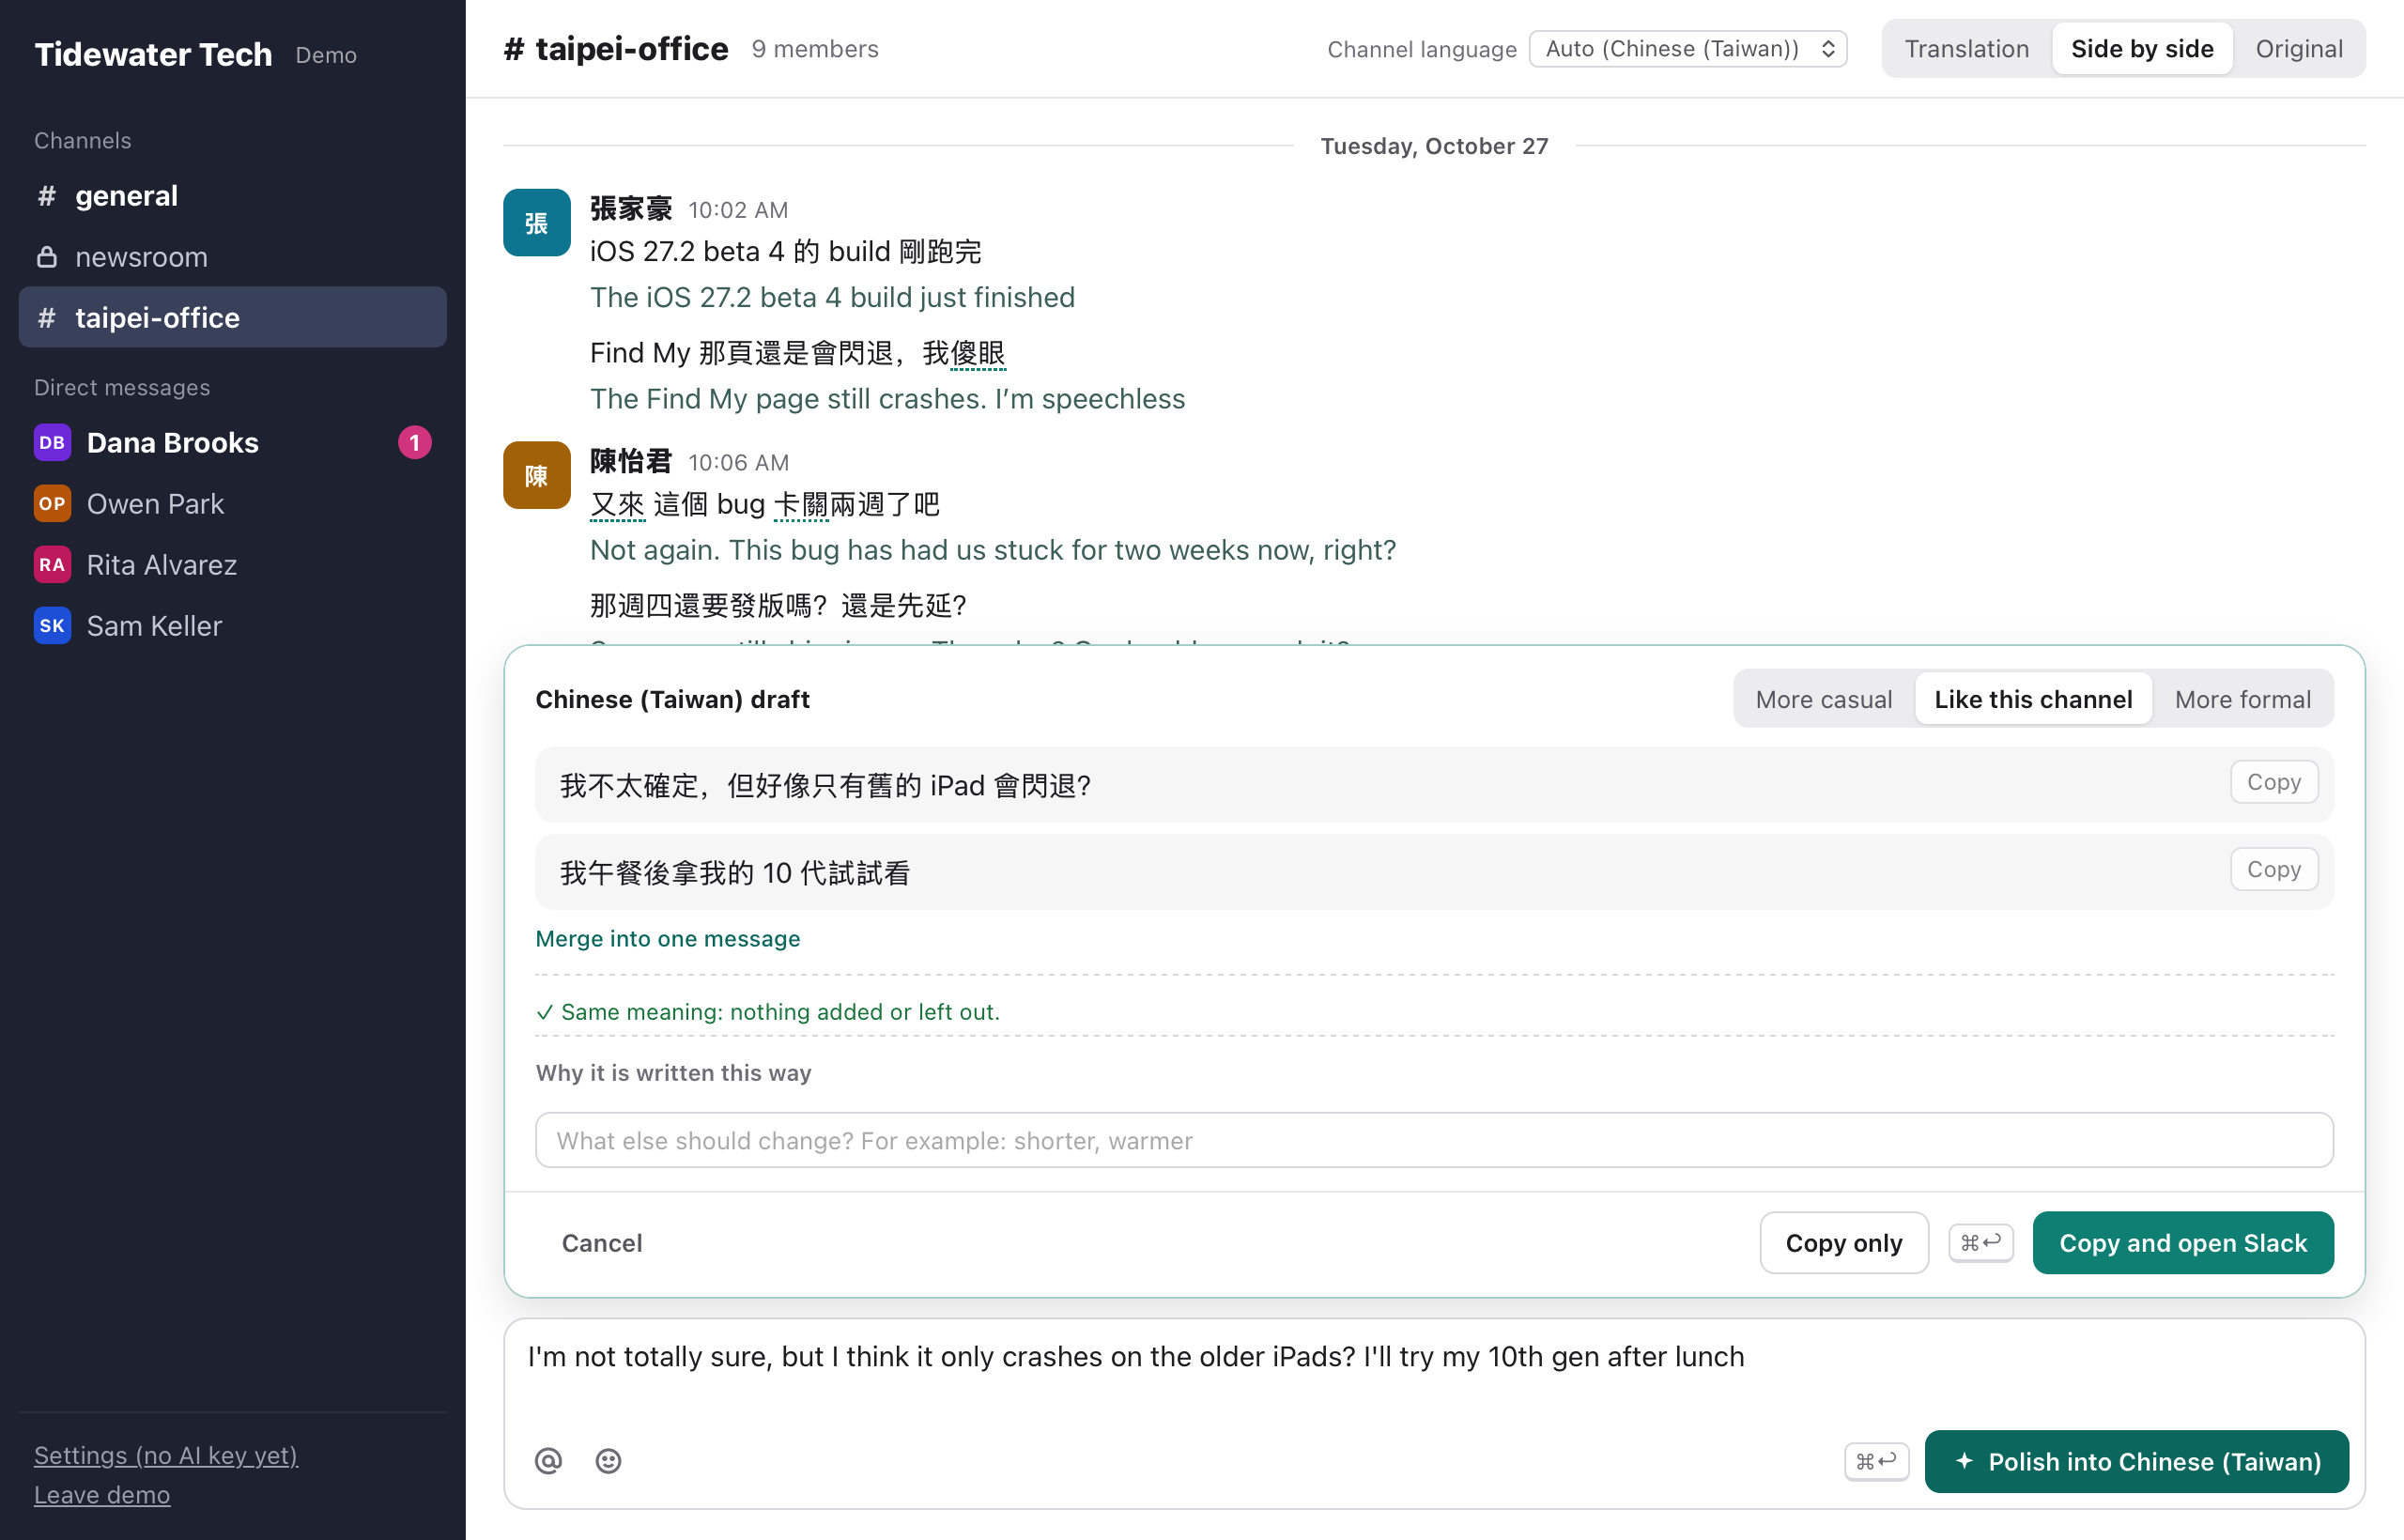 Tidewater Tech Demo
Channels
# general
newsroom
# taipei-office
Direct messages
DB Dana Brooks 1
OP Owen Park
RA Rita Alvarez
SK Sam Keller
Settings (no AI key yet)
Leave demo
# taipei-office 9 members
Channel language Auto (Chinese (Taiwan)) Translation Side by side Original
Tuesday, October 27
張 張家豪 10:02 AM
iOS 27.2 beta 4 的 build 剛跑完
The iOS 27.2 beta 4 build just finished
Find My 那頁還是會閃退，我傻眼
The Find My page still crashes. I’m speechless
陳 陳怡君 10:06 AM
又來 這個 bug 卡關兩週了吧
Not again. This bug has had us stuck for two weeks now, right?
那週四還要發版嗎？還是先延？
Chinese (Taiwan) draft More casual Like this channel More formal
我不太確定，但好像只有舊的 iPad 會閃退？ Copy
我午餐後拿我的 10 代試試看 Copy
Merge into one message
✓ Same meaning: nothing added or left out.
Why it is written this way
What else should change? For example: shorter, warmer
Cancel Copy only ⌘↩ Copy and open Slack
I'm not totally sure, but I think it only crashes on the older iPads? I'll try my 10th gen after lunch
⌘↩ Polish into Chinese (Taiwan)